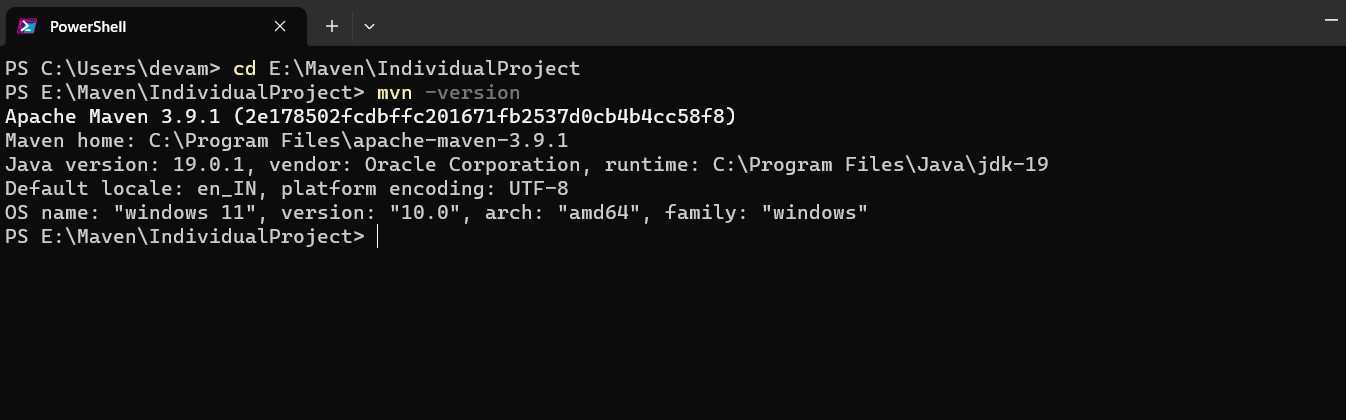 PowerShell
PS C:\Users\devam> cd E:\Maven\IndividualProject
PS E:\Maven\IndividualProject> mvn -version
Apache Maven 3.9.1 (2e178502fcdbffc201671fb2537d0cb4b4cc58f8)
Maven home: C:\Program Files\apache-maven-3.9.1
Java version: 19.0.1, vendor: Oracle Corporation, runtime: C:\Program Files\Java\jdk-19
Default locale: en_IN, platform encoding: UTF-8
OS name: "windows 11", version: "10.0", arch: "amd64", family: "windows"
PS E:\Maven\IndividualProject>